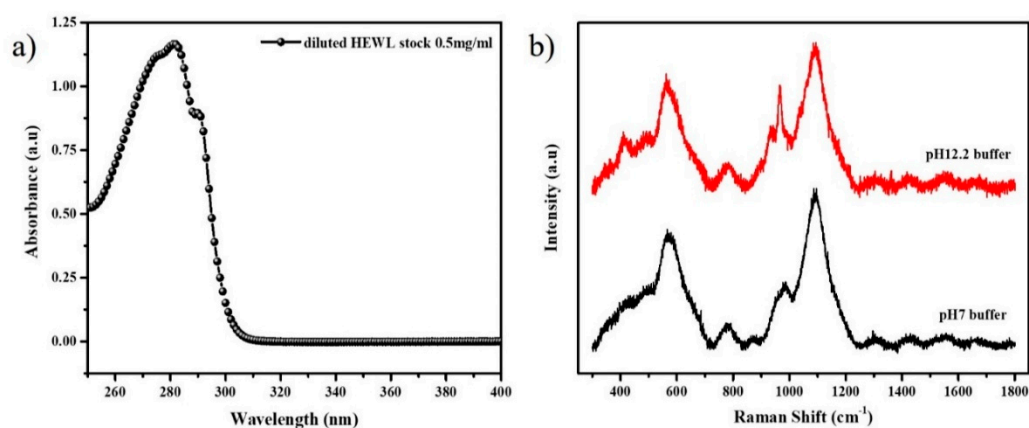 a)
diluted HEWL stock 0.5mg/ml
Absorbance (a.u)
1.25
1.00
0.75
0.50
0.25
0.00
260 280 300 320 340 360 380 400
Wavelength (nm)
b)
pH12.2 buffer
pH7 buffer
Intensity (a.u)
400 600 800 1000 1200 1400 1600 1800
Raman Shift (cm⁻¹)